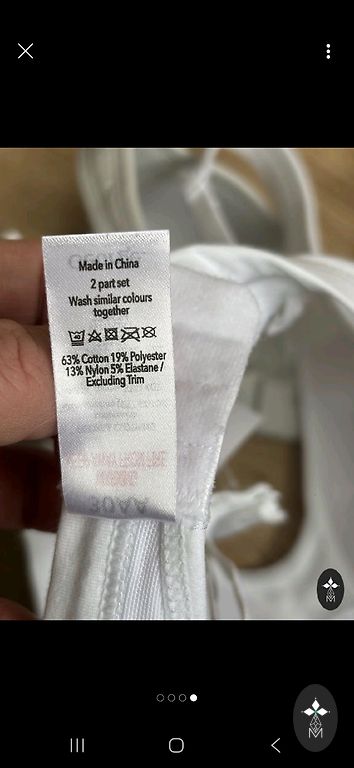 Made in China
2 part set
Wash similar colours
together
63% Cotton 19% Polyester
13% Nylon 5% Elastane /
Excluding Trim
M
M